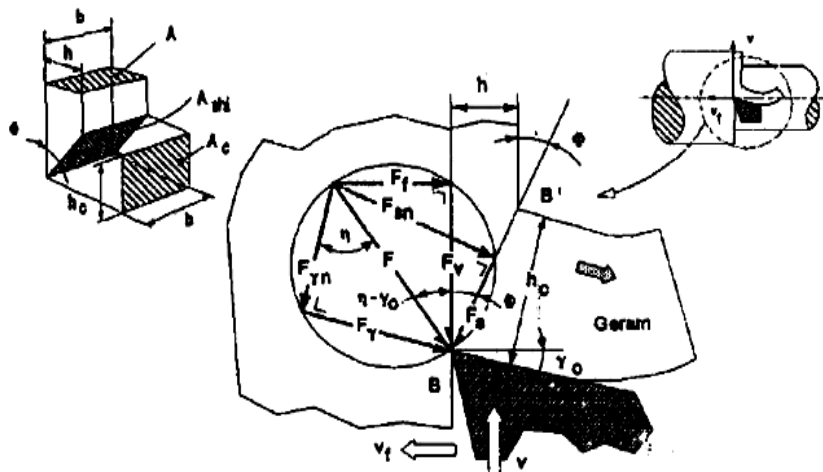 b
h
A
A shi
Φ
A c
h c
b
h
Φ
B'
F f
F sn
η
F
F v
F γn
η-γ o
Φ
h c
F γ
F s
Geram
γ o
B
v f
v
v
v f